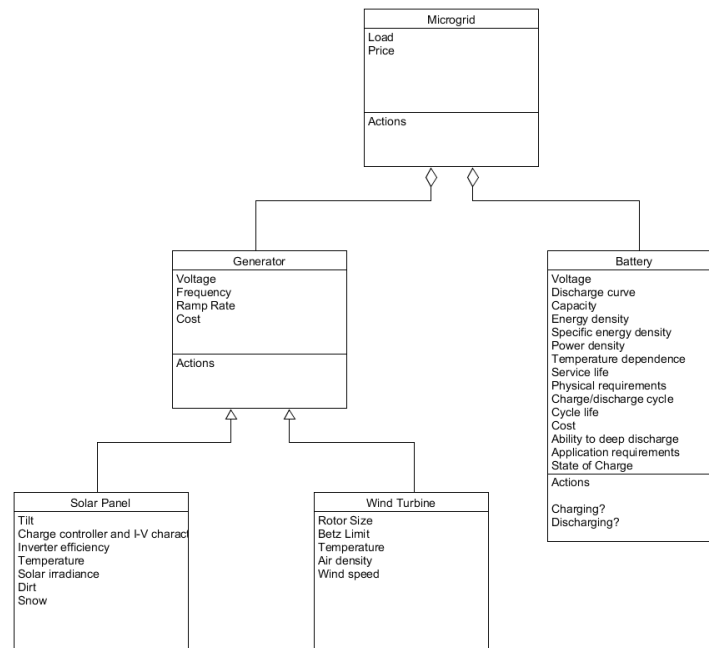 Microgrid
Load
Price
Actions
Generator
Voltage
Frequency
Ramp Rate
Cost
Actions
Battery
Voltage
Discharge curve
Capacity
Energy density
Specific energy density
Power density
Temperature dependence
Service life
Physical requirements
Charge/discharge cycle
Cycle life
Cost
Ability to deep discharge
Application requirements
State of Charge
Actions
Charging?
Discharging?
Solar Panel
Tilt
Charge controller and I-V charact
Inverter efficiency
Temperature
Solar irradiance
Dirt
Snow
Wind Turbine
Rotor Size
Betz Limit
Temperature
Air density
Wind speed